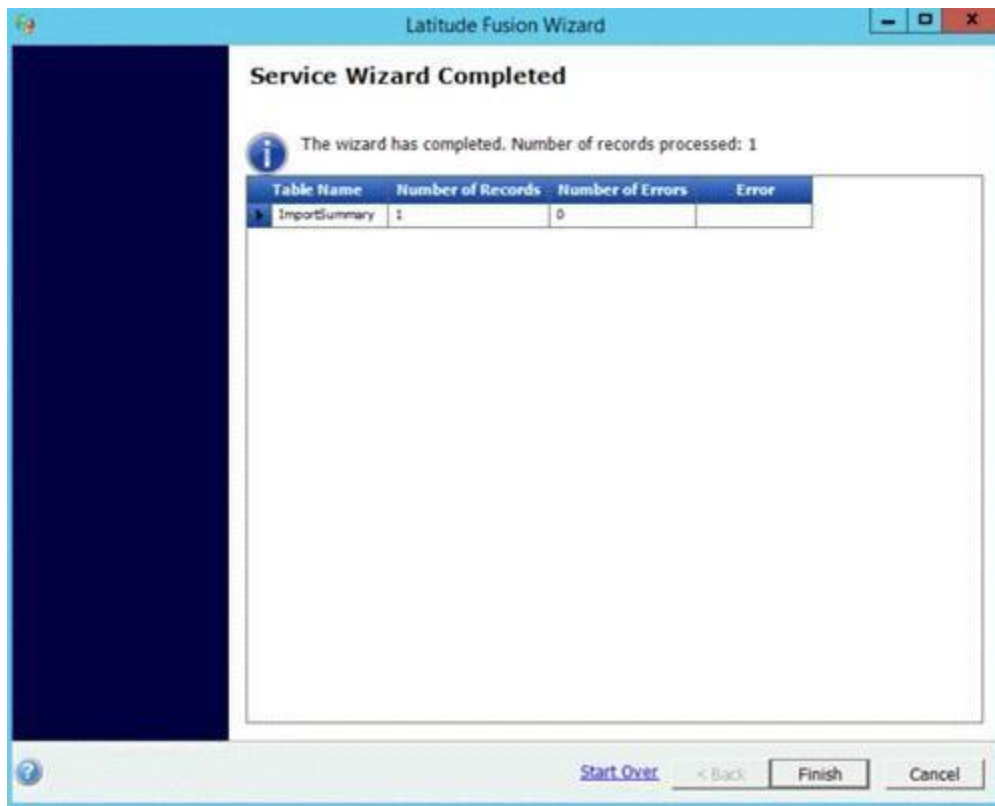 Latitude Fusion Wizard
Service Wizard Completed
The wizard has completed. Number of records processed: 1
Table Name Number of Records Number of Errors Error
ImportSummary 1 0
Start Over < Back Finish Cancel